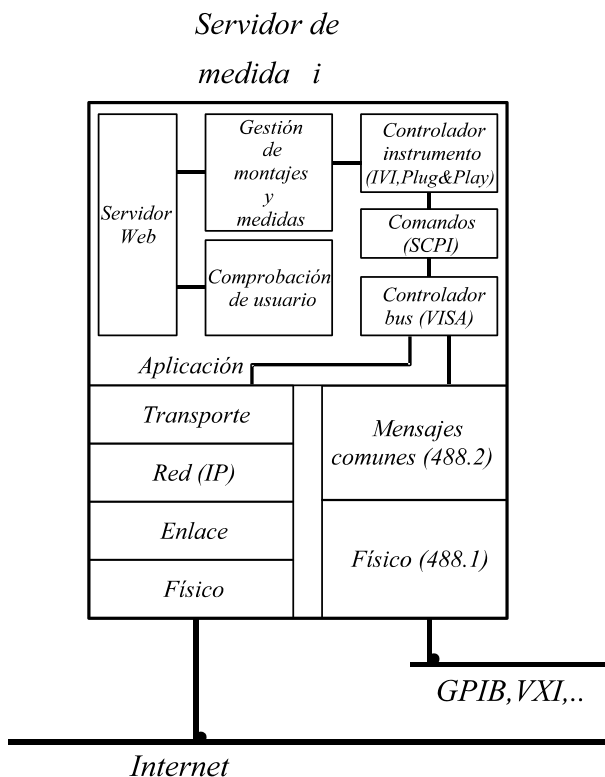 Servidor de
medida i
Servidor
Web
Gestión
de
montajes
y
medidas
Comprobación
de usuario
Controlador
instrumento
(IVI,Plug&Play)
Comandos
(SCPI)
Controlador
bus (VISA)
Aplicación
Transporte
Red (IP)
Enlace
Físico
Mensajes
comunes (488.2)
Físico (488.1)
GPIB,VXI,..
Internet